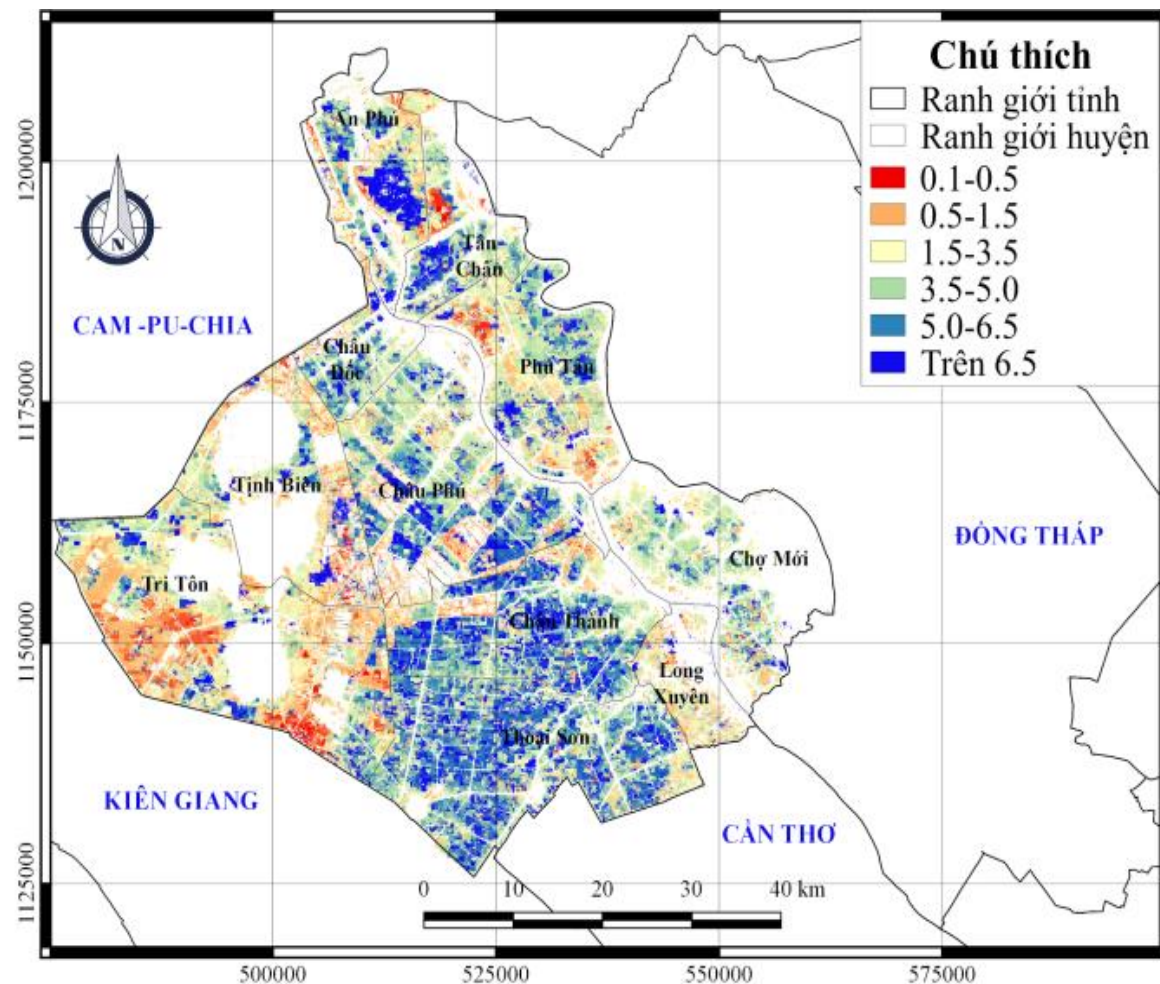 Chú thích
Ranh giới tỉnh
Ranh giới huyện
0.1-0.5
0.5-1.5
1.5-3.5
3.5-5.0
5.0-6.5
Trên 6.5
An Phú
Tân
Châu
CAM -PU-CHIA
Châu
Đốc
Phú Tân
Tịnh Biên
Châu Phú
ĐỒNG THÁP
Chợ Mới
Tri Tôn
Châu Thành
Long
Xuyên
Thoại Sơn
KIÊN GIANG
CẦN THƠ
N
1200000
1175000
1150000
1125000
0 10 20 30 40 km
500000 525000 550000 575000